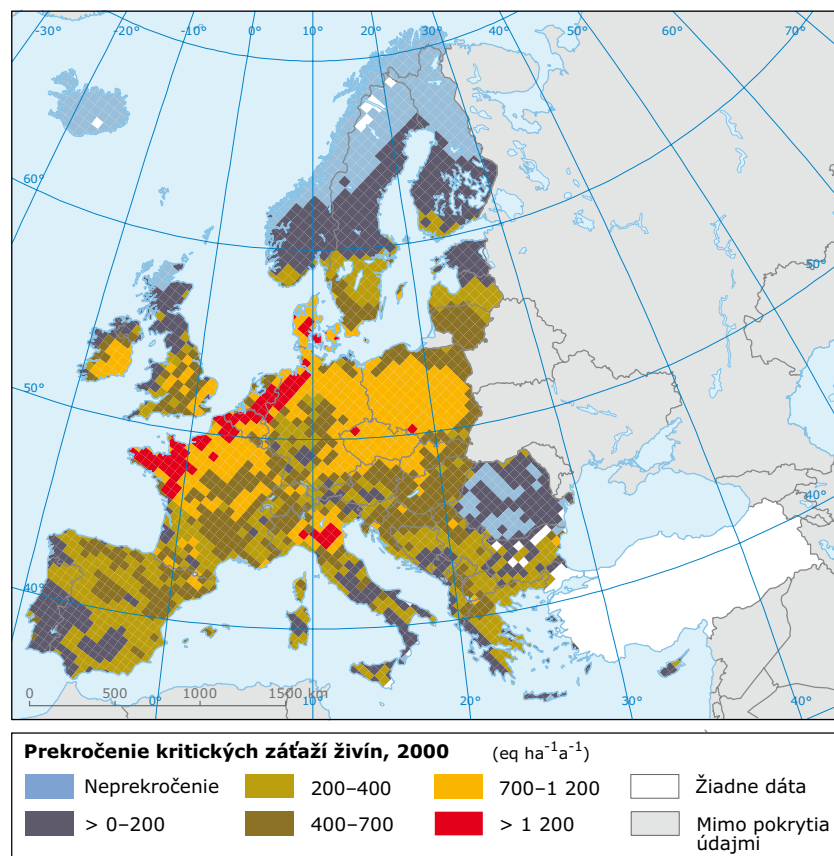 -30° -20° -10° 0° 10° 20° 30° 40° 50° 60° 70°
60°
50°
50°
40°
40°
0 500 1000 1500 km
0° 10° 20° 30° 40°
Prekročenie kritických záťaží živín, 2000 (eq ha⁻¹a⁻¹)
Neprekročenie 200–400 700–1 200 Žiadne dáta
> 0–200 400–700 > 1 200 Mimo pokrytia údajmi